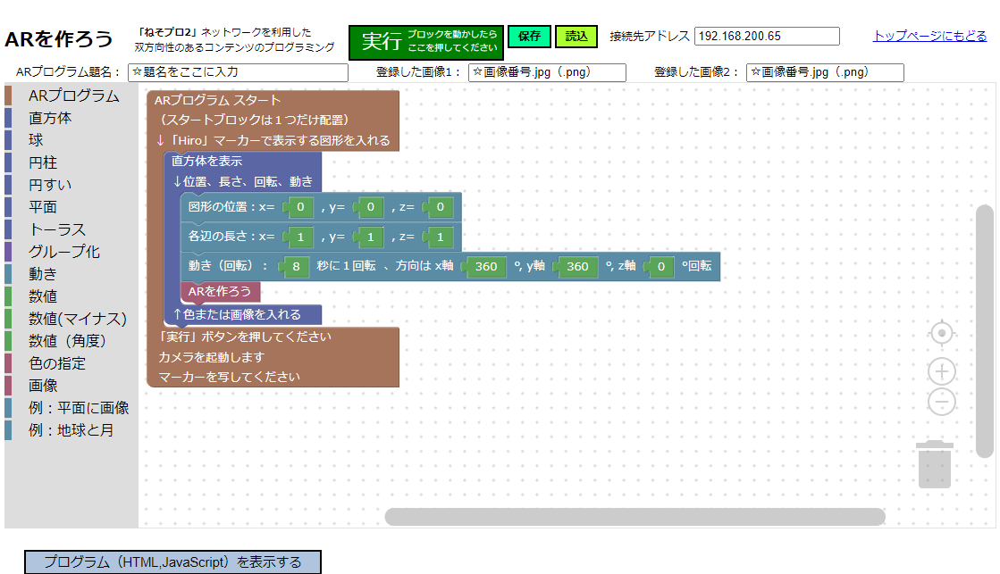 ARを作ろう
「ねそプロ2」ネットワークを利用した
双方向性のあるコンテンツのプログラミング
実行 ブロックを動かしたら
ここを押してください
保存
読込
接続先アドレス 192.168.200.65
トップページにもどる
ARプログラム題名： ☆題名をここに入力
登録した画像1： ☆画像番号.jpg（.png）
登録した画像2： ☆画像番号.jpg（.png）
ARプログラム
直方体
球
円柱
円すい
平面
トーラス
グループ化
動き
数値
数値(マイナス)
数値（角度）
色の指定
画像
例：平面に画像
例：地球と月
ARプログラム スタート
（スタートブロックは１つだけ配置）
↓「Hiro」マーカーで表示する図形を入れる
直方体を表示
↓位置、長さ、回転、動き
図形の位置：x= 0 , y= 0 , z= 0
各辺の長さ：x= 1 , y= 1 , z= 1
動き（回転）： 8 秒に１回転 、方向は x軸 360 º, y軸 360 º, z軸 0 º回転
ARを作ろう
↑色または画像を入れる
「実行」ボタンを押してください
カメラを起動します
マーカーを写してください
プログラム（HTML,JavaScript）を表示する